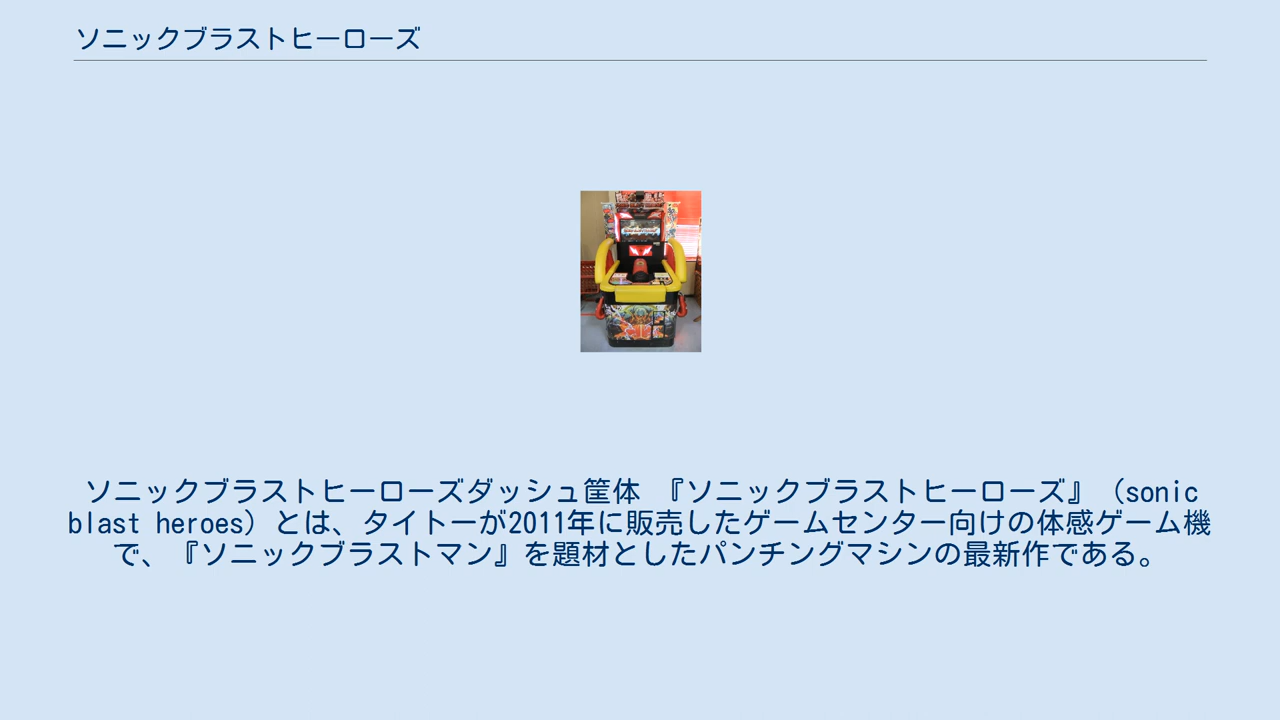 ソニックブラストヒーローズ
ソニックブラストヒーローズダッシュ筐体　『ソニックブラストヒーローズ』（sonic
blast heroes）とは、タイトーが2011年に販売したゲームセンター向けの体感ゲーム機
で、『ソニックブラストマン』を題材としたパンチングマシンの最新作である。